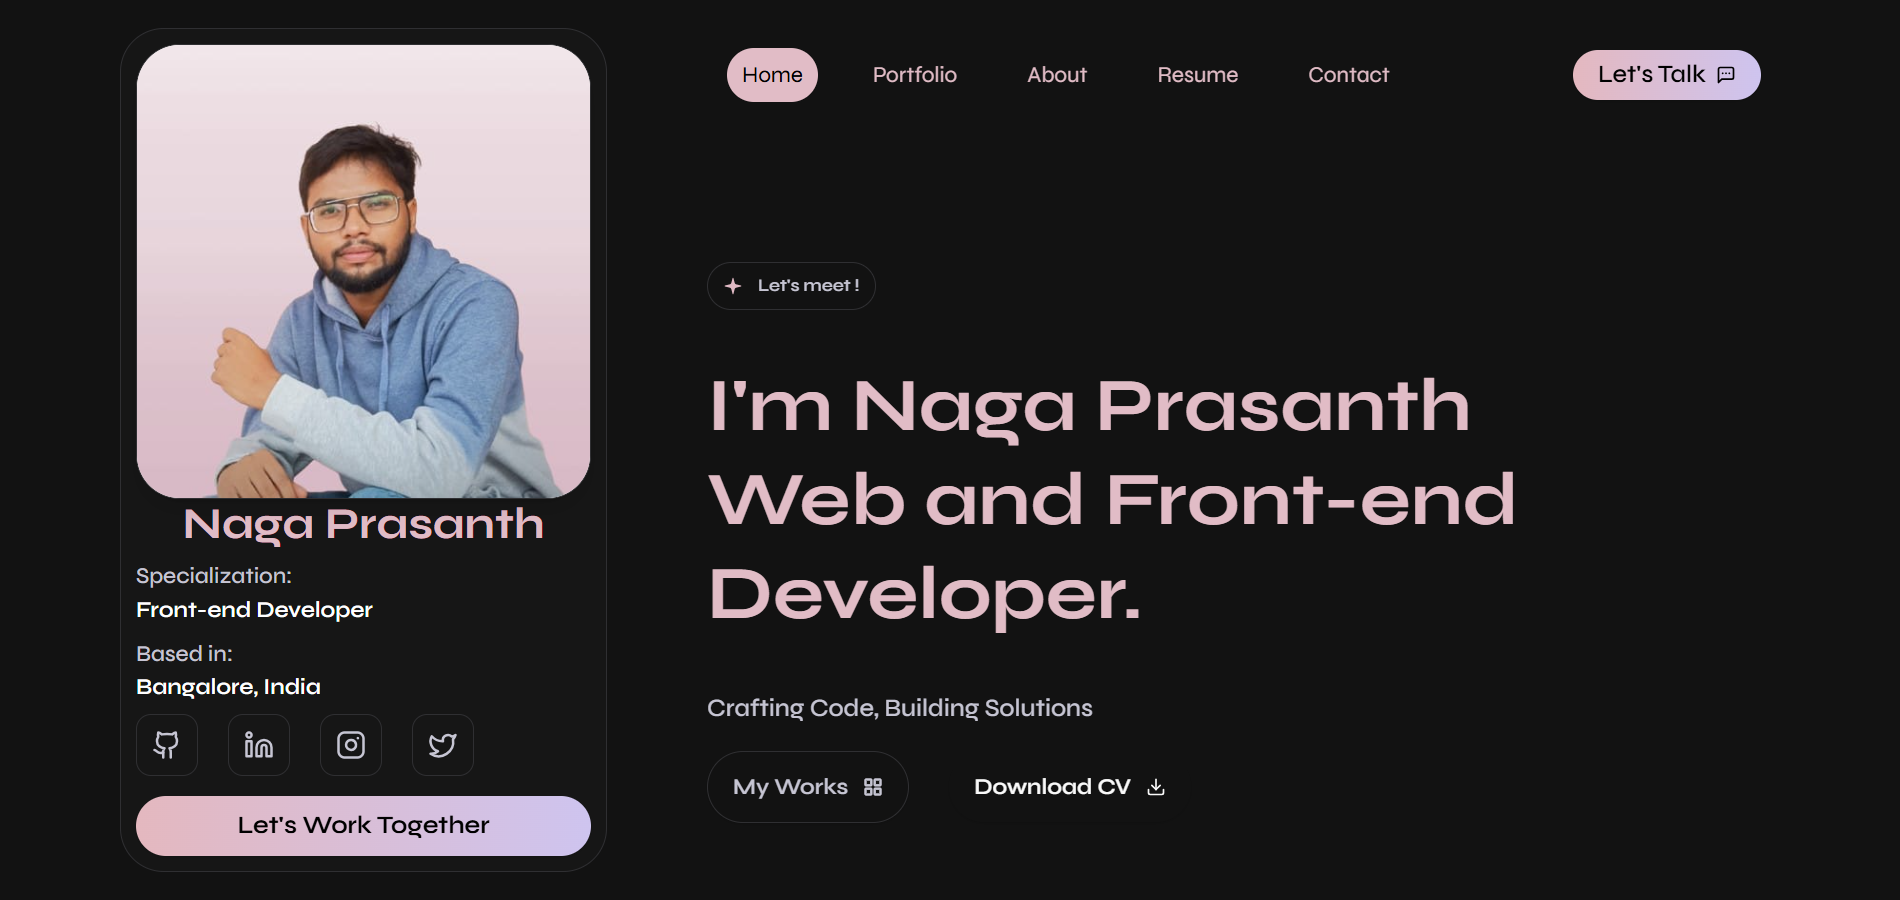 Home
Portfolio
About
Resume
Contact
Let's Talk
Naga Prasanth
Specialization:
Front-end Developer
Based in:
Bangalore, India
in
Let's Work Together
Let's meet !
I'm Naga Prasanth
Web and Front-end
Developer.
Crafting Code, Building Solutions
My Works
Download CV